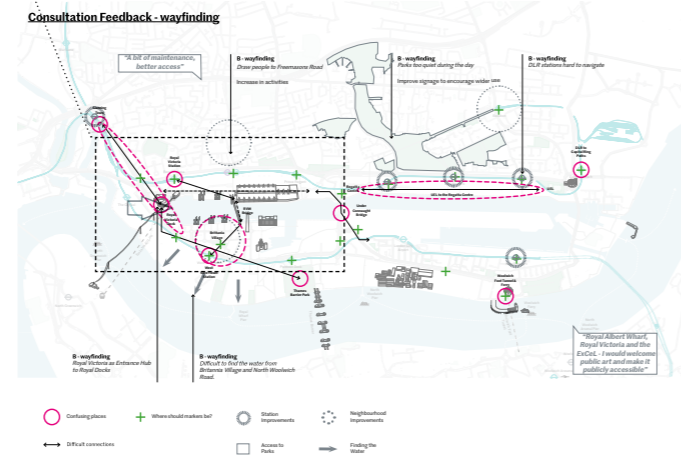 Consultation Feedback - wayfinding
"A bit of maintenance,
better access"
B - wayfinding
Draw people to Freemasons Road
Increase in activities
B - wayfinding
Parks too quiet during the day
Improve signage to encourage wider use
B - wayfinding
DLR stations hard to navigate
Royal
Victoria
Station
Britannia
Village
Under
Connaught
Bridge
Thames
Barrier Park
Woolwich
Foot Tunnel &
Ferry
B - wayfinding
Royal Victoria as Entrance Hub
to Royal Docks
B - wayfinding
Difficult to find the water from
Britannia Village and North Woolwich
Road.
"Royal Albert Wharf,
Royal Victoria and the
ExCeL - I would welcome
public art and make it
publicly accessible"
Confusing places
Where should markers be?
Station
Improvements
Neighbourhood
Improvements
Difficult connections
Access to
Parks
Finding the
Water